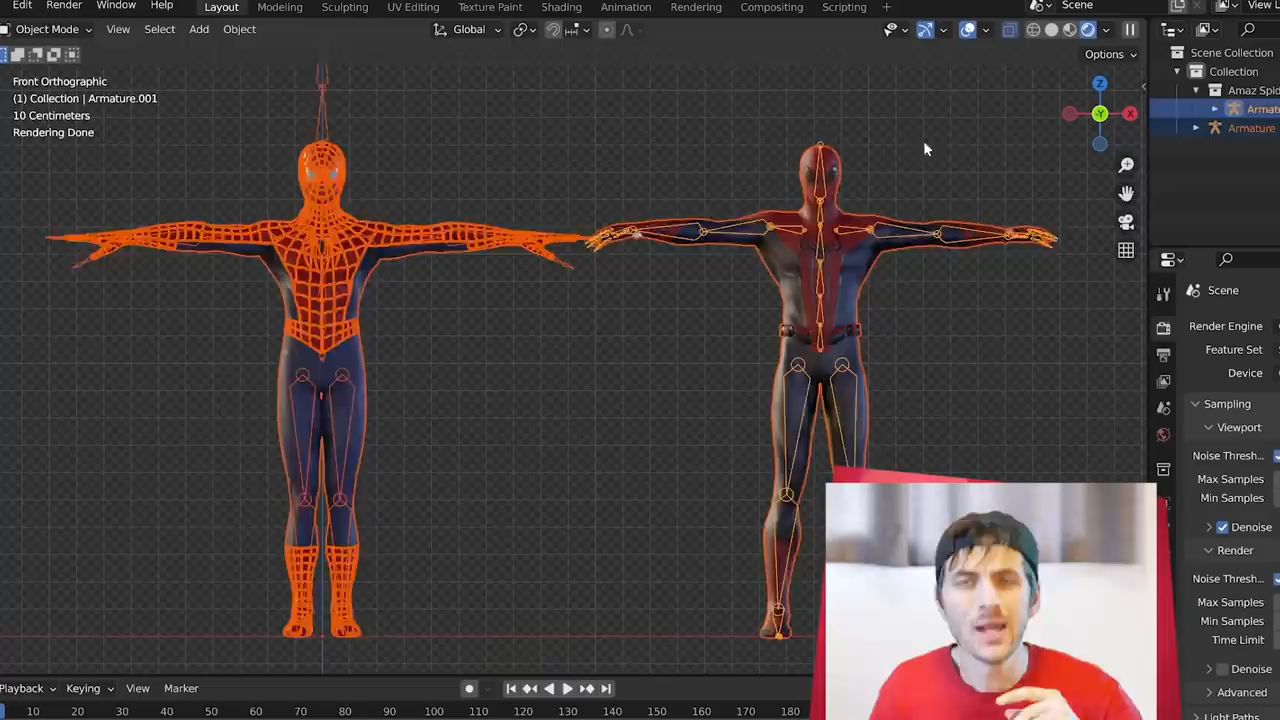 Edit Render Window Help Layout Modeling Sculpting UV Editing Texture Paint Shading Animation Rendering Compositing Scripting + Scene View L
Object Mode View Select Add Object Global
Options
Front Orthographic
(1) Collection | Armature.001
10 Centimeters
Rendering Done
Z
-Y
X
Scene Collection
Collection
Amaz Spid
Armat
Armature
Scene
Render Engine
Feature Set
Device
Sampling
Viewport
Noise Thresh...
Max Samples
Min Samples
Denoise
Render
Noise Thresh...
Max Samples
Min Samples
Time Limit
Denoise
Advanced
Light Paths
Playback Keying View Marker
10 20 30 40 50 60 70 80 90 100 110 120 130 140 150 160 170 180